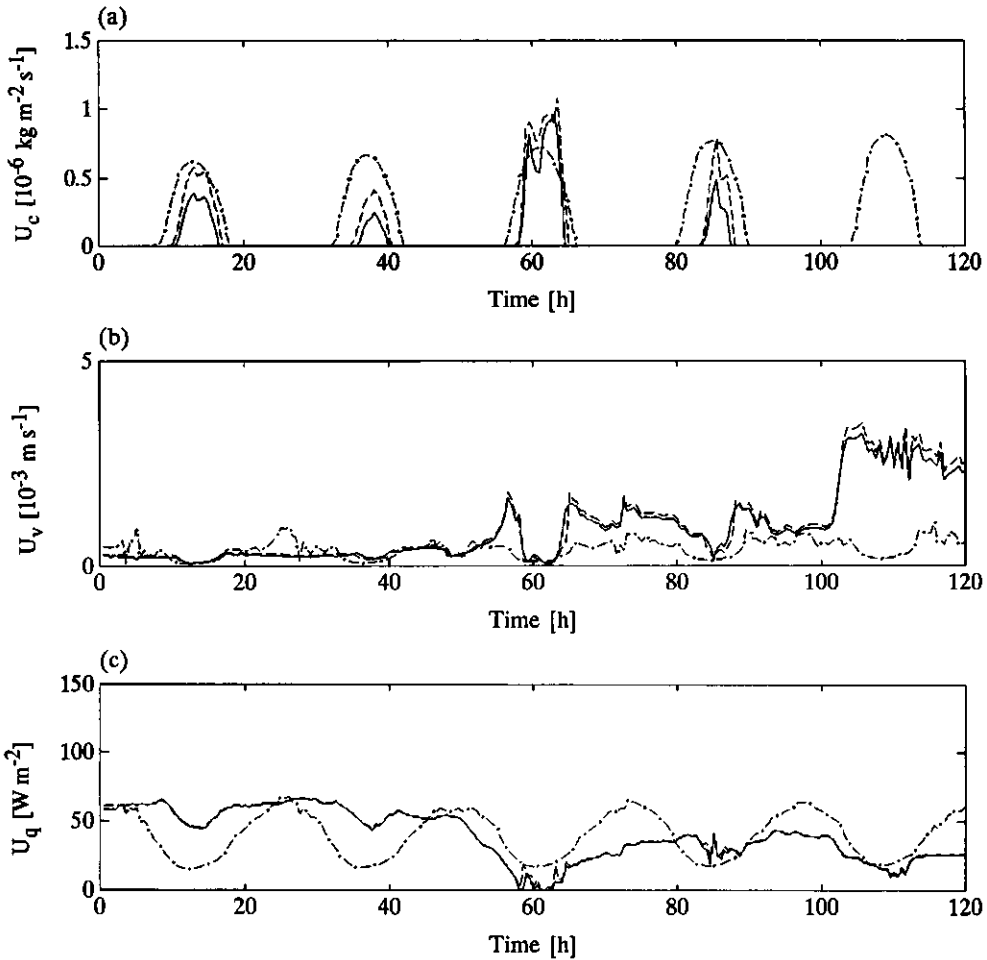 (a)
U_c [10^-6 kg m^-2 s^-1]
1.5
1
0.5
0
0 20 40 60 80 100 120
Time [h]
(b)
U_v [10^-3 m s^-1]
5
0
0 20 40 60 80 100 120
Time [h]
(c)
U_q [W m^-2]
150
100
50
0
0 20 40 60 80 100 120
Time [h]